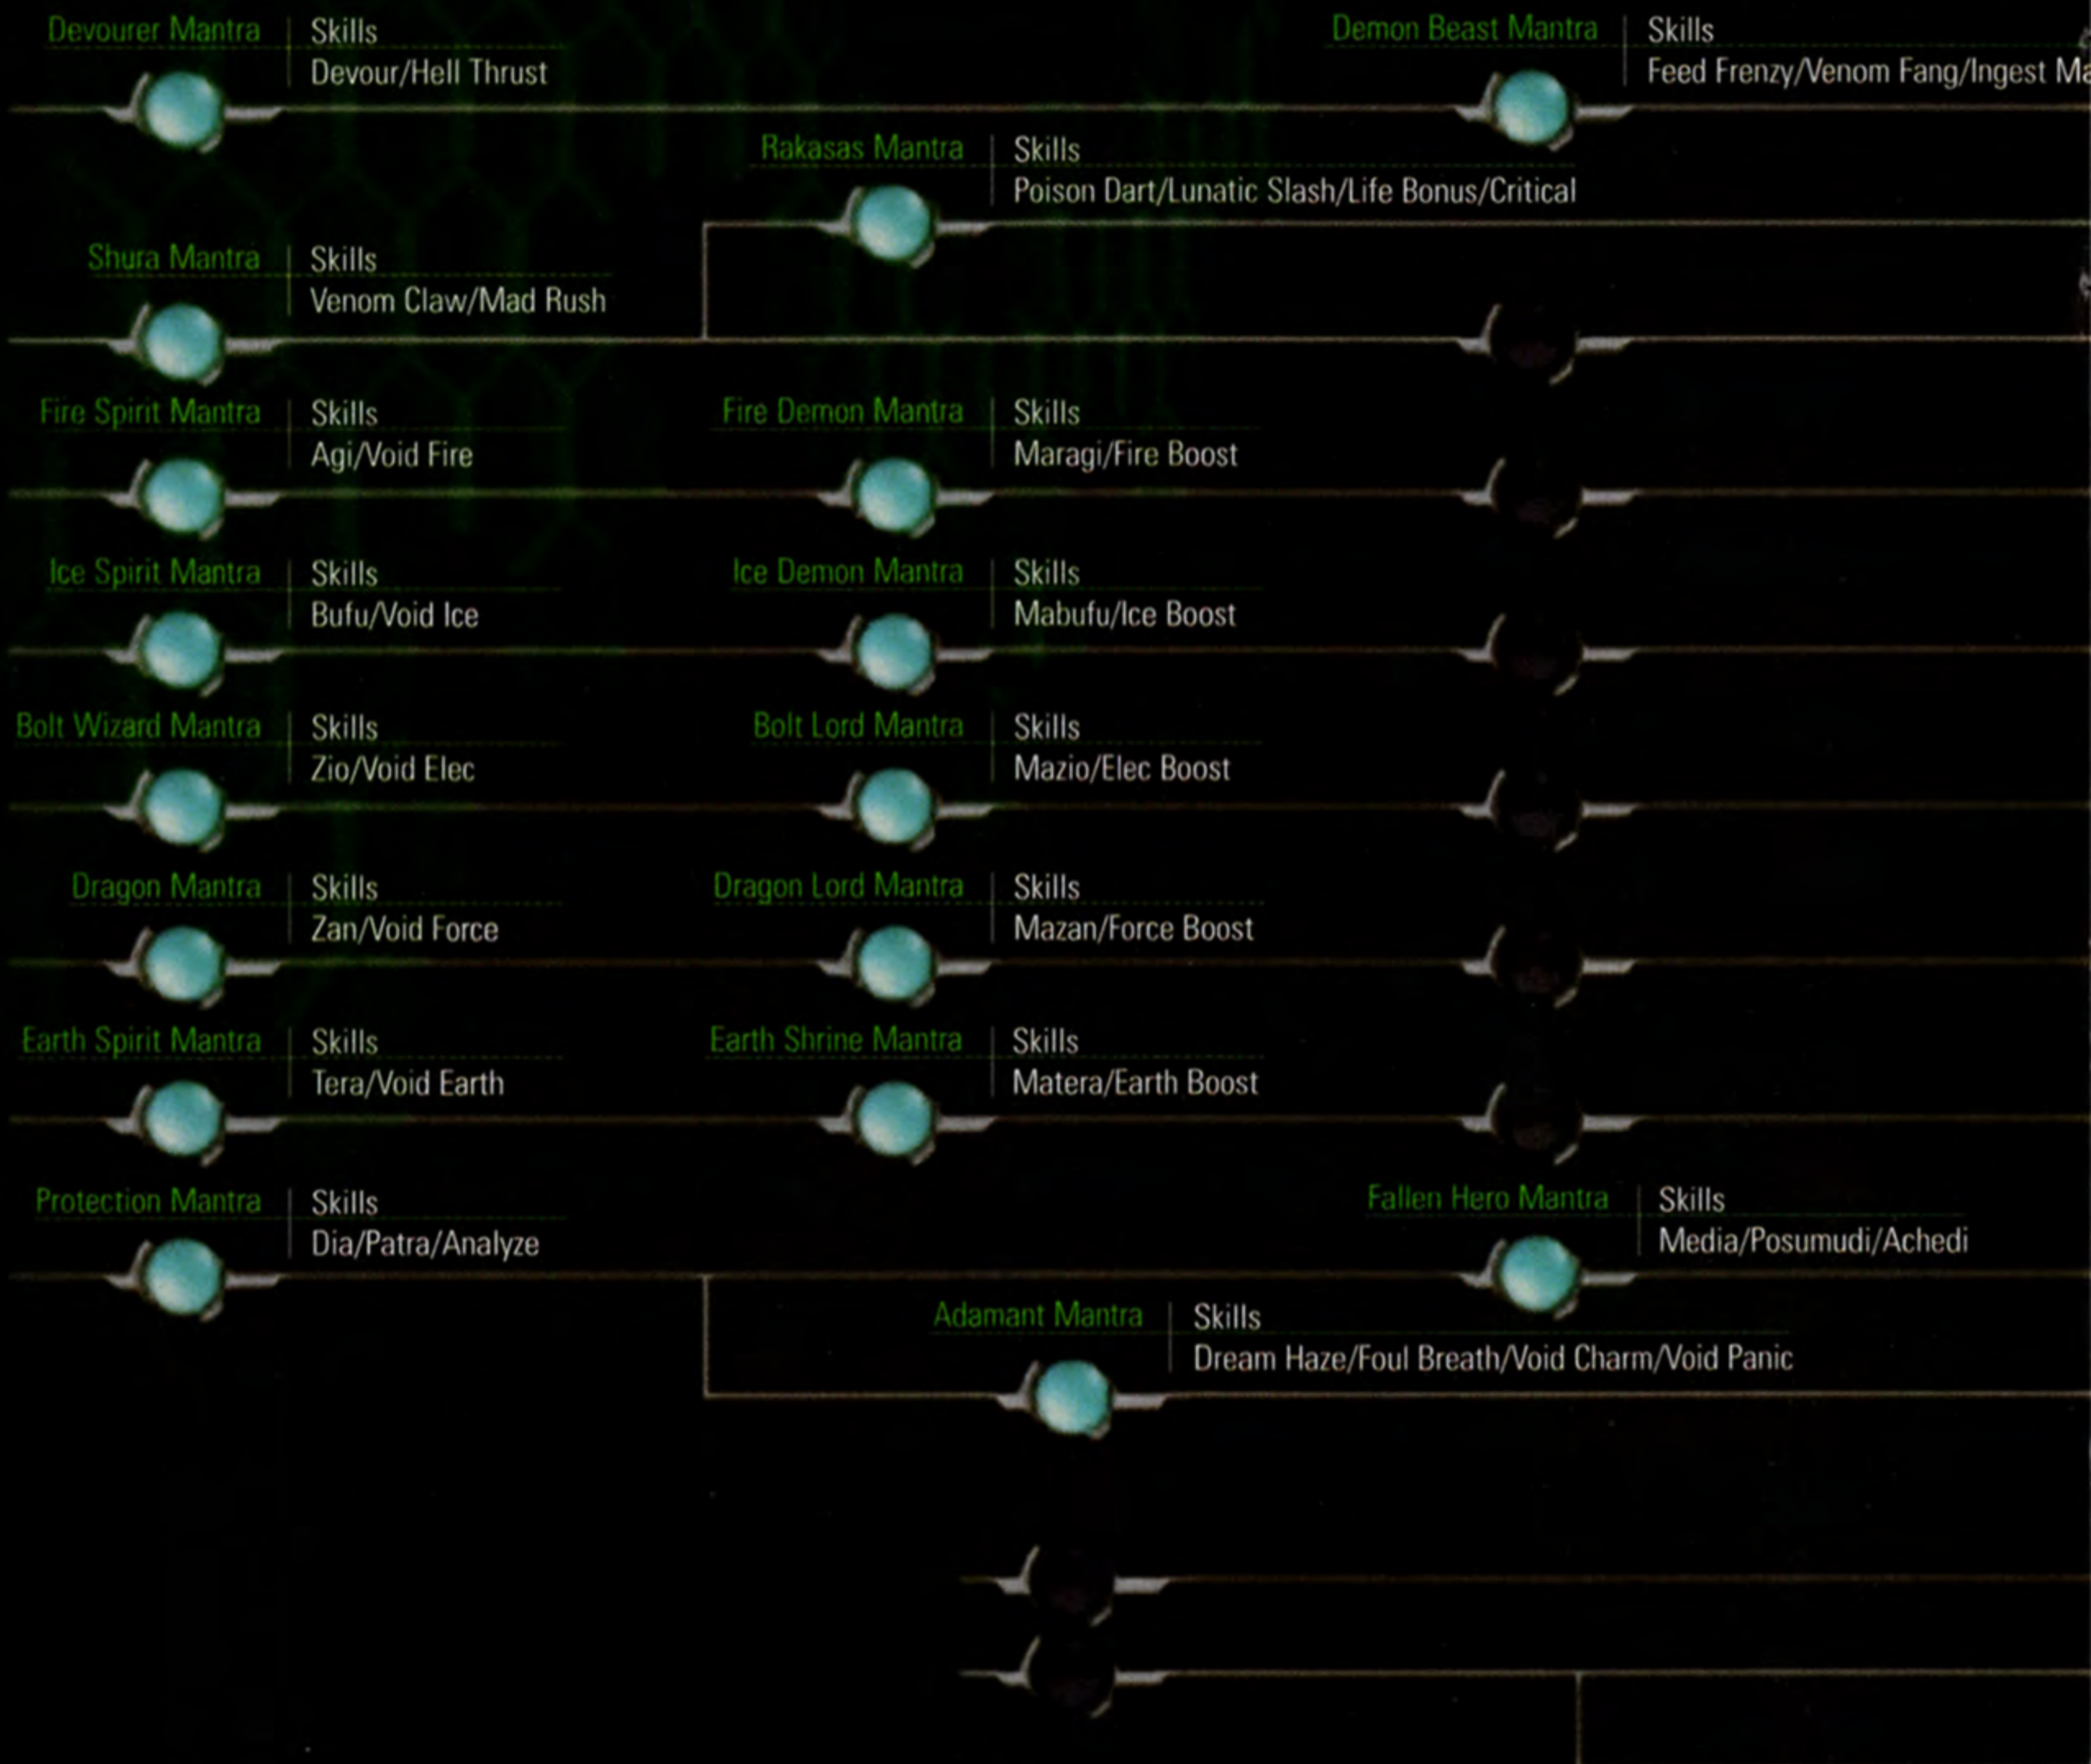 Devourer Mantra
Skills
Devour/Hell Thrust
Demon Beast Mantra
Skills
Feed Frenzy/Venom Fang/Ingest
Rakasas Mantra
Skills
Poison Dart/Lunatic Slash/Life Bonus/Critical
Shura Mantra
Skills
Venom Claw/Mad Rush
Fire Spirit Mantra
Skills
Agi/Void Fire
Fire Demon Mantra
Skills
Maragi/Fire Boost
Ice Spirit Mantra
Skills
Bufu/Void Ice
Ice Demon Mantra
Skills
Mabufu/Ice Boost
Bolt Wizard Mantra
Skills
Zio/Void Elec
Bolt Lord Mantra
Skills
Mazio/Elec Boost
Dragon Mantra
Skills
Zan/Void Force
Dragon Lord Mantra
Skills
Mazan/Force Boost
Earth Spirit Mantra
Skills
Tera/Void Earth
Earth Shrine Mantra
Skills
Matera/Earth Boost
Protection Mantra
Skills
Dia/Patra/Analyze
Fallen Hero Mantra
Skills
Media/Posumudi/Achedi
Adamant Mantra
Skills
Dream Haze/Foul Breath/Void Charm/Void Panic